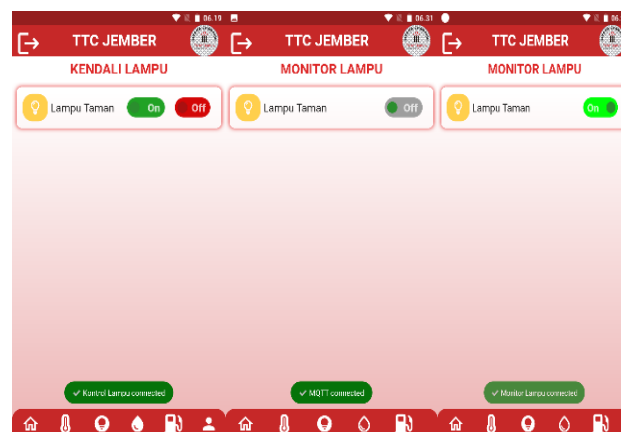 06.19
TTC JEMBER
KENDALI LAMPU
Lampu Taman On Off
✓ Kontrol Lampu connected
06.31
TTC JEMBER
MONITOR LAMPU
Lampu Taman Off
✓ MQTT connected
06.
TTC JEMBER
MONITOR LAMPU
Lampu Taman On
✓ Monitor Lampu connected